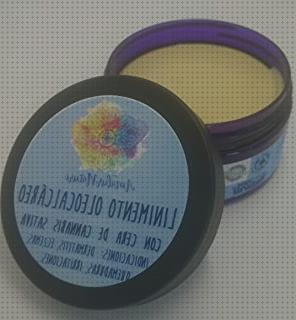 LINIMENTO OLEOCALCÁREO
CON CERA DE CANNABIS SATIVA
INDICACIONES: DERMATITIS, ECZEMAS,
QUEMADURAS, IRRITACIONES